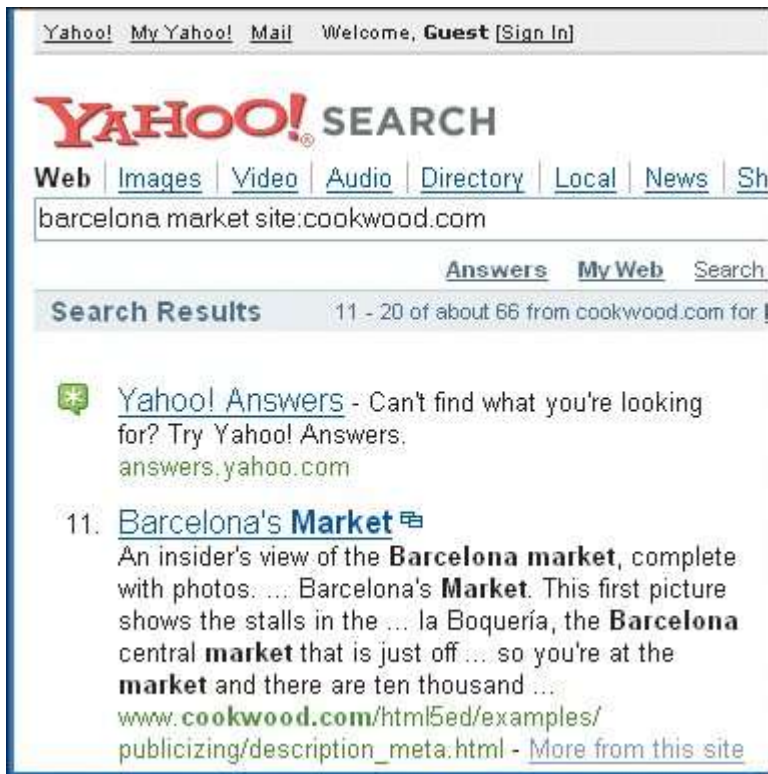 Yahoo! My Yahoo! Mail Welcome, Guest [Sign In]
YAHOO!® SEARCH
Web Images Video Audio Directory Local News Sh
barcelona market site:cookwood.com
Answers My Web Search
Search Results 11 - 20 of about 66 from cookwood.com for
Yahoo! Answers - Can't find what you're looking
for? Try Yahoo! Answers.
answers.yahoo.com
11. Barcelona's Market
An insider's view of the Barcelona market, complete
with photos. ... Barcelona's Market. This first picture
shows the stalls in the ... la Boquería, the Barcelona
central market that is just off ... so you're at the
market and there are ten thousand ...
www.cookwood.com/html5ed/examples/
publicizing/description_meta.html - More from this site